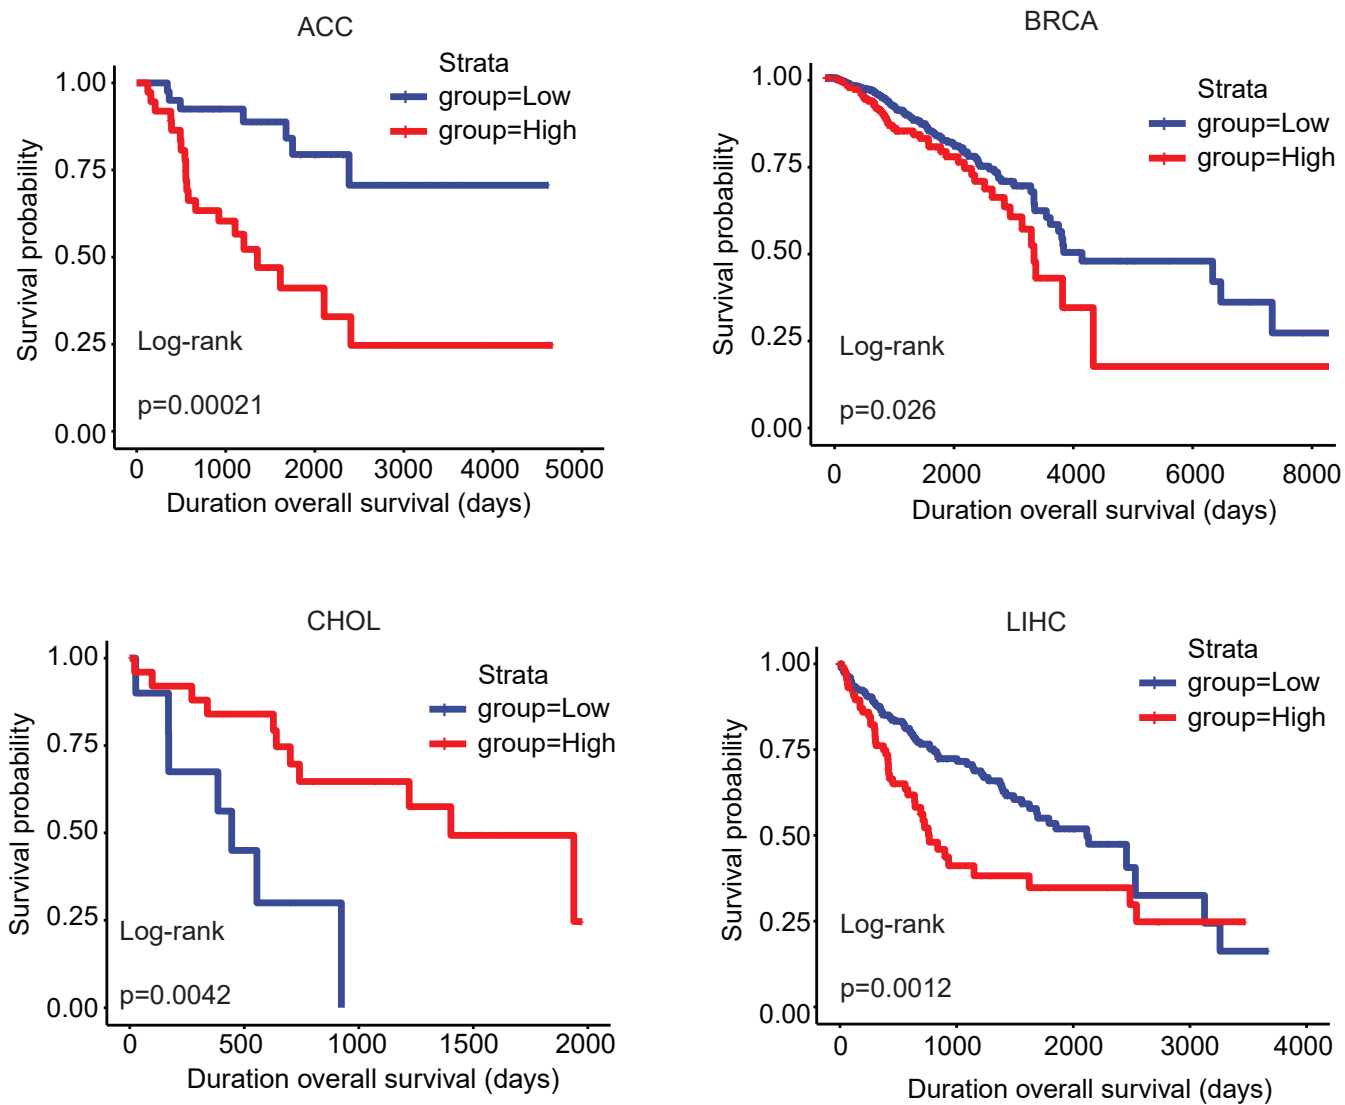 ACC
Strata
group=Low
group=High
Survival probability
1.00
0.75
0.50
0.25
0.00
Log-rank
p=0.00021
0 1000 2000 3000 4000 5000
Duration overall survival (days)
BRCA
Strata
group=Low
group=High
Survival probability
1.00
0.75
0.50
0.25
0.00
Log-rank
p=0.026
0 2000 4000 6000 8000
Duration overall survival (days)
CHOL
Strata
group=Low
group=High
Survival probability
1.00
0.75
0.50
0.25
0.00
Log-rank
p=0.0042
0 500 1000 1500 2000
Duration overall survival (days)
LIHC
Strata
group=Low
group=High
Survival probability
1.00
0.75
0.50
0.25
0.00
Log-rank
p=0.0012
0 1000 2000 3000 4000
Duration overall survival (days)